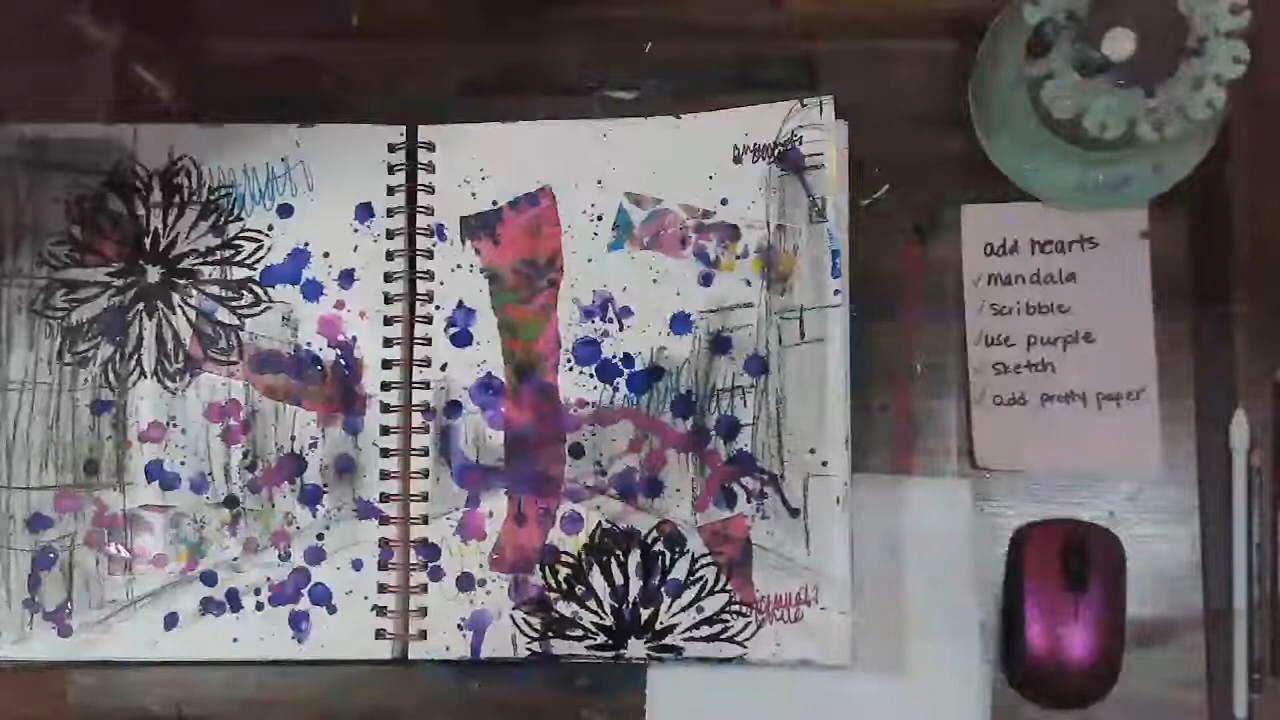 add hearts
✓mandala
✓scribble
✓use purple
sketch
✓ add pretty paper